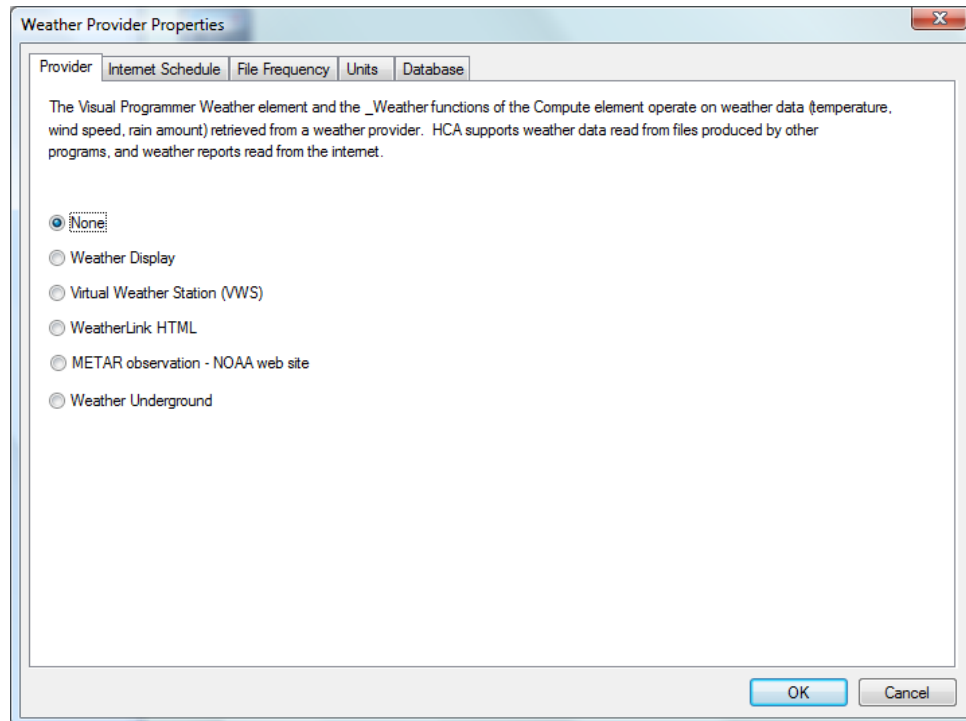 Weather Provider Properties
Provider Internet Schedule File Frequency Units Database
The Visual Programmer Weather element and the _Weather functions of the Compute element operate on weather data (temperature,
wind speed, rain amount) retrieved from a weather provider.  HCA supports weather data read from files produced by other
programs, and weather reports read from the internet.
None
Weather Display
Virtual Weather Station (VWS)
WeatherLink HTML
METAR observation - NOAA web site
Weather Underground
OK Cancel